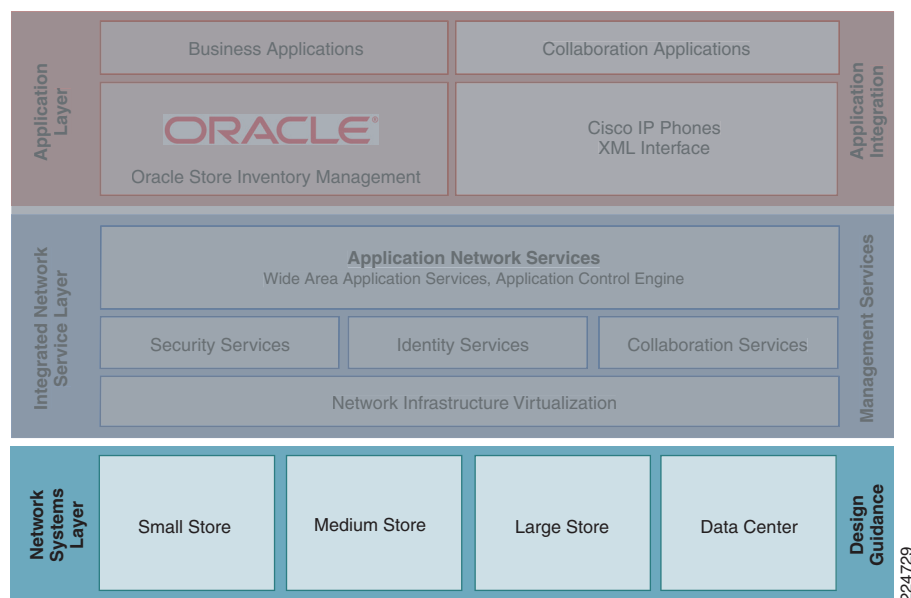 Application
Layer
Business Applications
Collaboration Applications
ORACLE®
Oracle Store Inventory Management
Cisco IP Phones
XML Interface
Application
Integration
Integrated Network
Service Layer
Application Network Services
Wide Area Application Services, Application Control Engine
Security Services
Identity Services
Collaboration Services
Network Infrastructure Virtualization
Management Services
Network
Systems
Layer
Small Store
Medium Store
Large Store
Data Center
Design
Guidance
224729